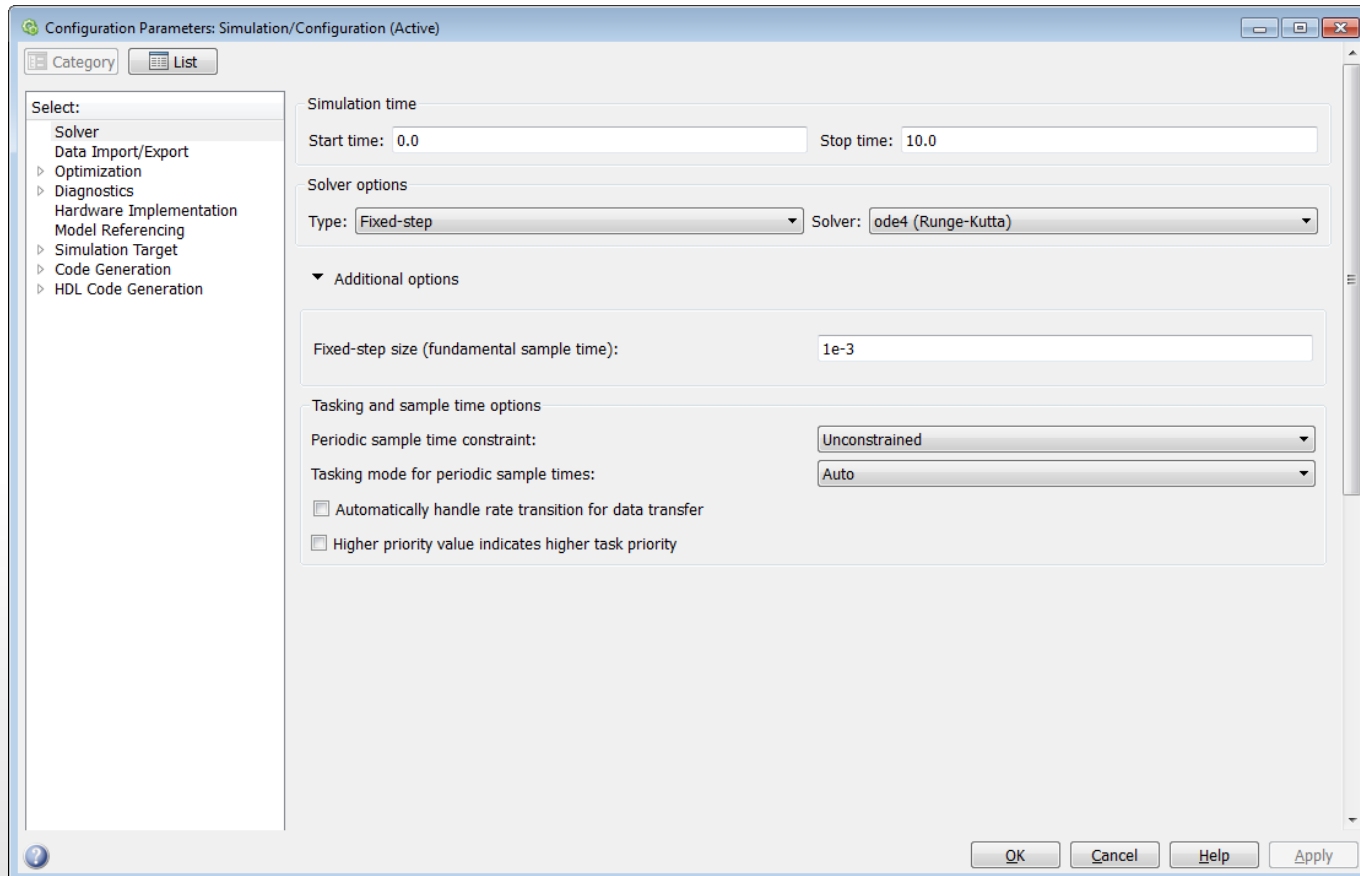 Configuration Parameters: Simulation/Configuration (Active)
Category List
Select:
Solver
Data Import/Export
Optimization
Diagnostics
Hardware Implementation
Model Referencing
Simulation Target
Code Generation
HDL Code Generation
Simulation time
Start time: 0.0 Stop time: 10.0
Solver options
Type: Fixed-step Solver: ode4 (Runge-Kutta)
Additional options
Fixed-step size (fundamental sample time): 1e-3
Tasking and sample time options
Periodic sample time constraint: Unconstrained
Tasking mode for periodic sample times: Auto
Automatically handle rate transition for data transfer
Higher priority value indicates higher task priority
OK Cancel Help Apply